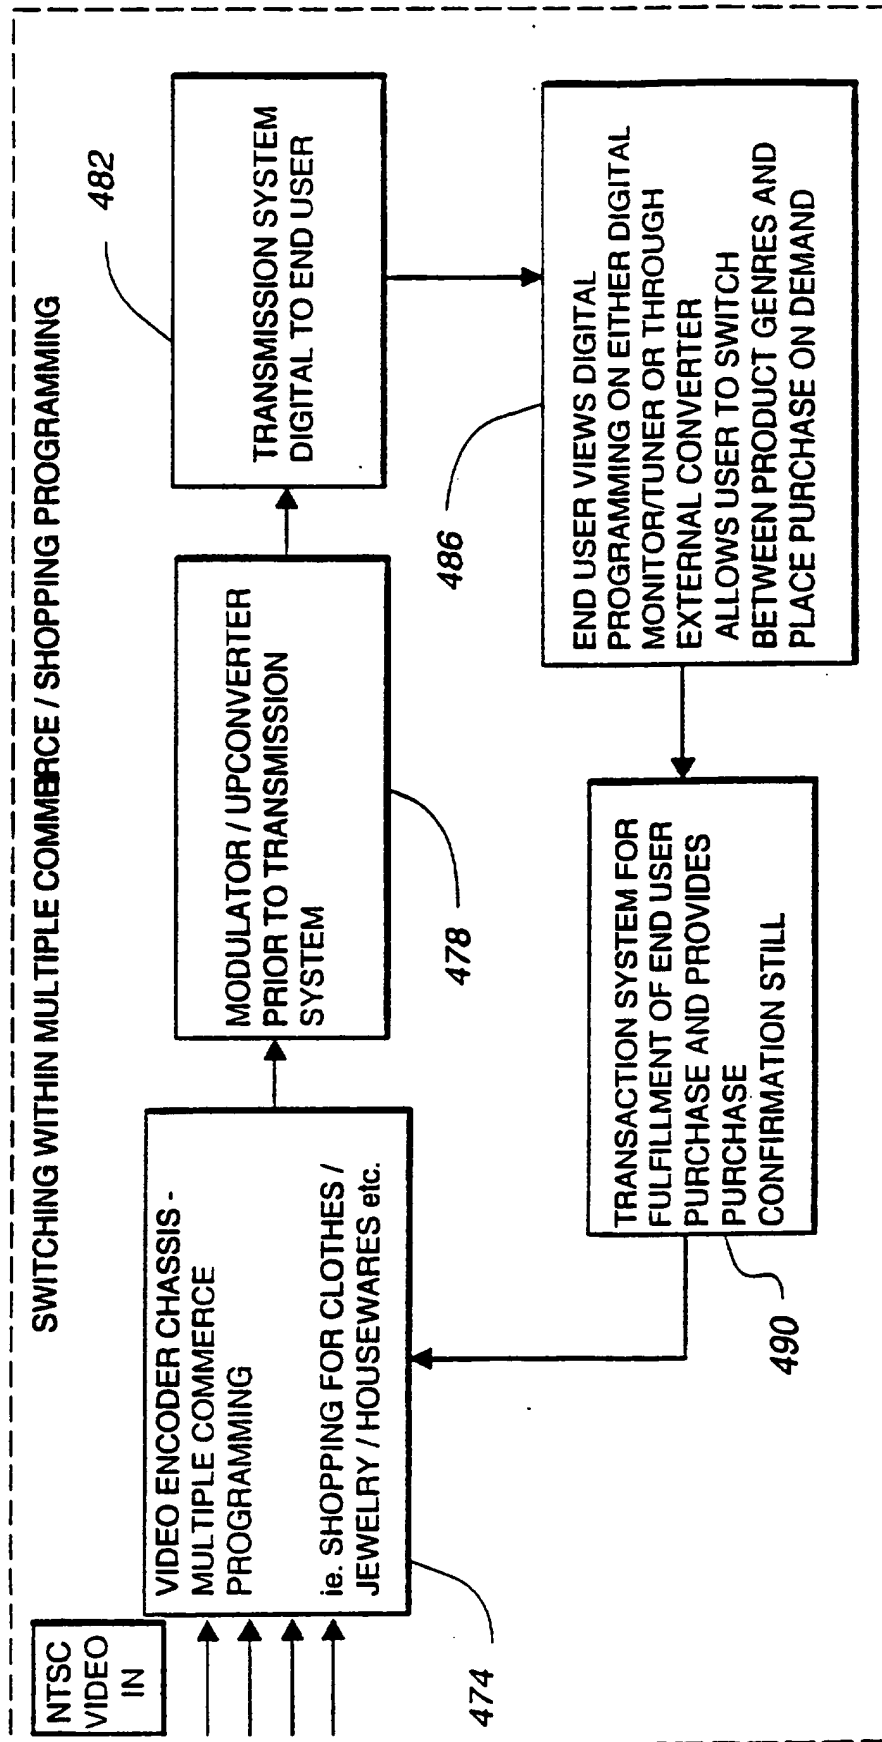 SWITCHING WITHIN MULTIPLE COMMERCE / SHOPPING PROGRAMMING
NTSC
VIDEO
IN
VIDEO ENCODER CHASSIS -
MULTIPLE COMMERCE
PROGRAMMING
ie. SHOPPING FOR CLOTHES /
JEWELRY / HOUSEWARES etc.
474
MODULATOR / UPCONVERTER
PRIOR TO TRANSMISSION
SYSTEM
478
TRANSMISSION SYSTEM
DIGITAL TO END USER
482
END USER VIEWS DIGITAL
PROGRAMMING ON EITHER DIGITAL
MONITOR/TUNER OR THROUGH
EXTERNAL CONVERTER
ALLOWS USER TO SWITCH
BETWEEN PRODUCT GENRES AND
PLACE PURCHASE ON DEMAND
486
TRANSACTION SYSTEM FOR
FULFILLMENT OF END USER
PURCHASE AND PROVIDES
PURCHASE
CONFIRMATION STILL
490